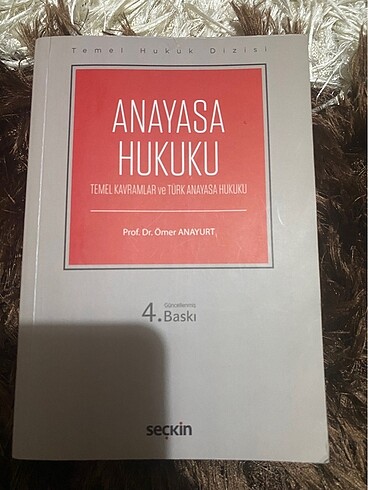 Temel Hukuk Dizisi
ANAYASA
HUKUKU
TEMEL KAVRAMLAR ve TÜRK ANAYASA HUKUKU
Prof. Dr. Ömer ANAYURT
Güncellenmiş
4.Baskı
seçkin